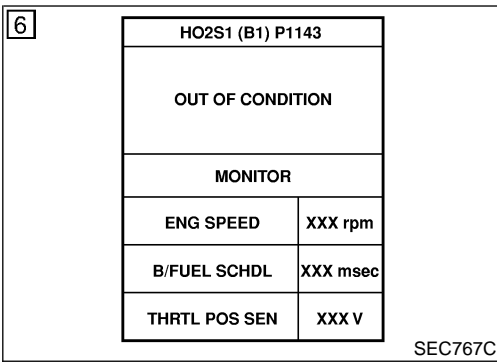 6
HO2S1 (B1) P1143
OUT OF CONDITION
MONITOR
ENG SPEED XXX rpm
B/FUEL SCHDL XXX msec
THRTL POS SEN XXX V
SEC767C